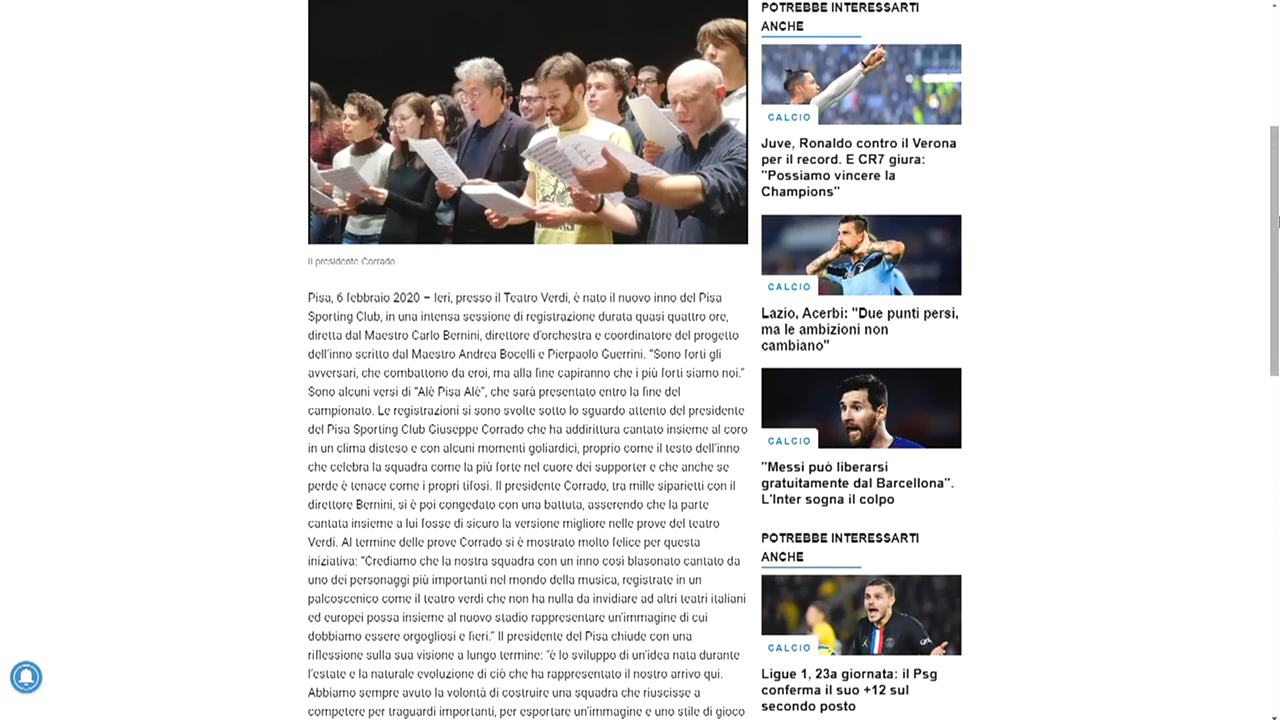 Il presidente Corrado
Pisa, 6 febbraio 2020 – Ieri, presso il Teatro Verdi, è nato il nuovo inno del Pisa
Sporting Club, in una intensa sessione di registrazione durata quasi quattro ore,
diretta dal Maestro Carlo Bernini, direttore d'orchestra e coordinatore del progetto
dell'inno scritto dal Maestro Andrea Bocelli e Pierpaolo Guerrini. “Sono forti gli
avversari, che combattono da eroi, ma alla fine capiranno che i più forti siamo noi.”
Sono alcuni versi di “Alè Pisa Alè”, che sarà presentato entro la fine del
campionato. Le registrazioni si sono svolte sotto lo sguardo attento del presidente
del Pisa Sporting Club Giuseppe Corrado che ha addirittura cantato insieme al coro
in un clima disteso e con alcuni momenti goliardici, proprio come il testo dell'inno
che celebra la squadra come la più forte nel cuore dei supporter e che anche se
perde è tenace come i propri tifosi. Il presidente Corrado, tra mille siparietti con il
direttore Bernini, si è poi congedato con una battuta, asserendo che la parte
cantata insieme a lui fosse di sicuro la versione migliore nelle prove del teatro
Verdi. Al termine delle prove Corrado si è mostrato molto felice per questa
iniziativa: “Crediamo che la nostra squadra con un inno così blasonato cantato da
uno dei personaggi più importanti nel mondo della musica, registrate in un
palcoscenico come il teatro verdi che non ha nulla da invidiare ad altri teatri italiani
ed europei possa insieme al nuovo stadio rappresentare un'immagine di cui
dobbiamo essere orgogliosi e fieri.” Il presidente del Pisa chiude con una
riflessione sulla sua visione a lungo termine: “è lo sviluppo di un'idea nata durante
l'estate e la naturale evoluzione di ciò che ha rappresentato il nostro arrivo qui.
Abbiamo sempre avuto la volontà di costruire una squadra che riuscisse a
competere per traguardi importanti, per esportare un'immagine e uno stile di gioco
POTREBBE INTERESSARTI
ANCHE
CALCIO
Juve, Ronaldo contro il Verona
per il record. E CR7 giura:
"Possiamo vincere la
Champions"
CALCIO
Lazio, Acerbi: "Due punti persi,
ma le ambizioni non
cambiano"
CALCIO
"Messi può liberarsi
gratuitamente dal Barcellona".
L'Inter sogna il colpo
POTREBBE INTERESSARTI
ANCHE
CALCIO
Ligue 1, 23a giornata: il Psg
conferma il suo +12 sul
secondo posto